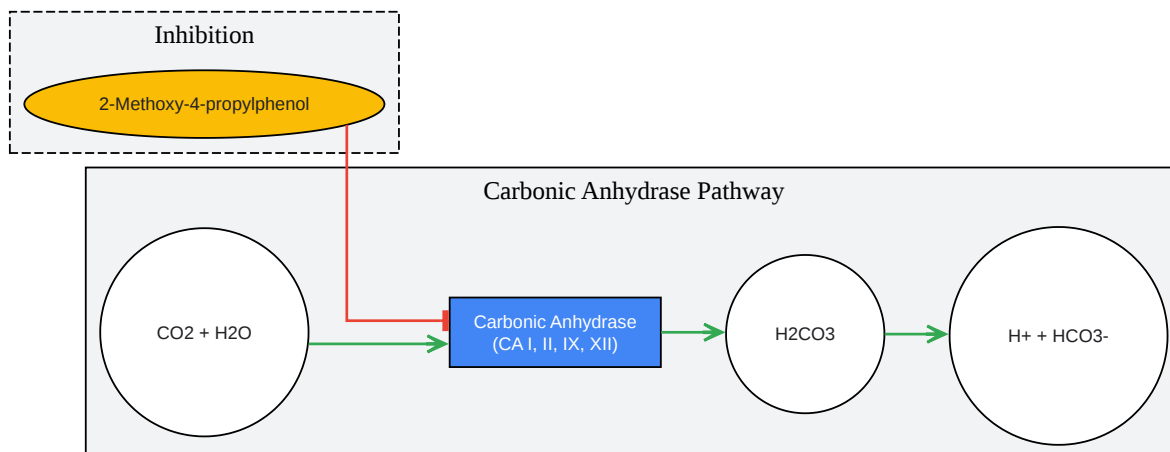 Inhibition
2-Methoxy-4-propylphenol
Carbonic Anhydrase Pathway
CO2 + H2O
Carbonic Anhydrase
(CA I, II, IX, XII)
H2CO3
H+ + HCO3-